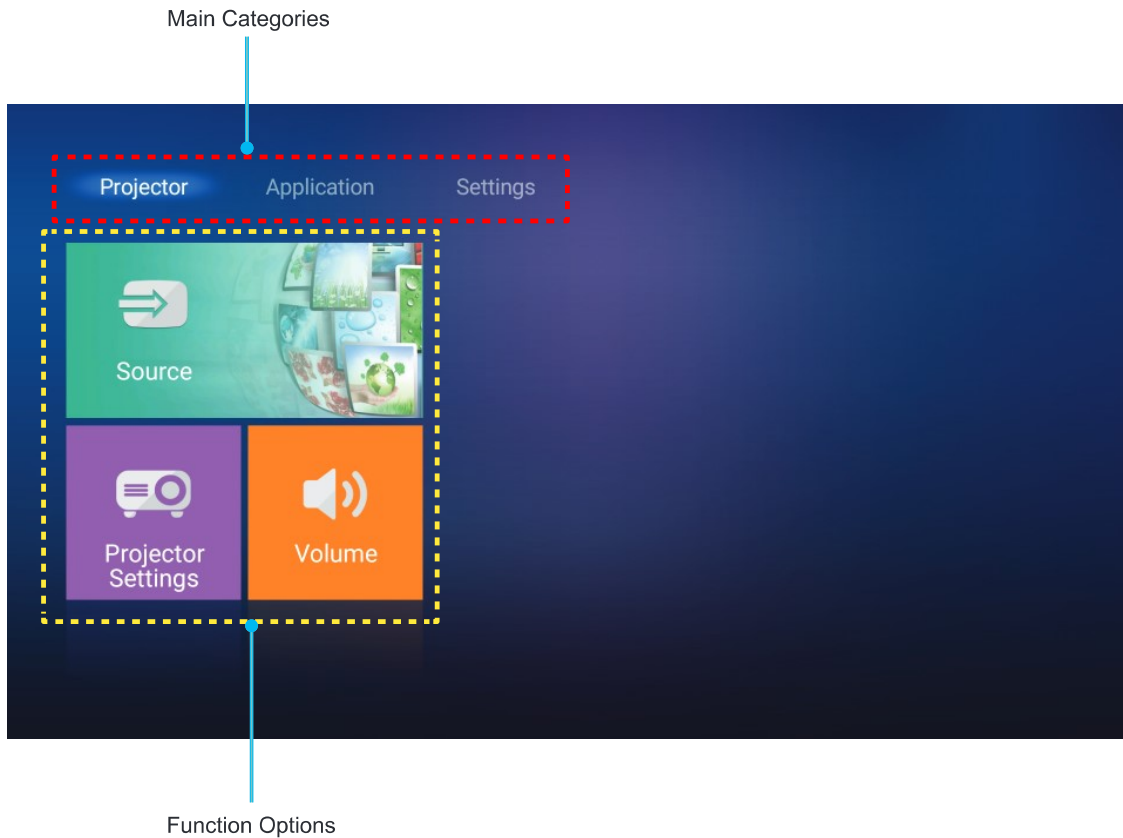 Main Categories
Projector Application Settings
Source
Projector
Settings
Volume
Function Options